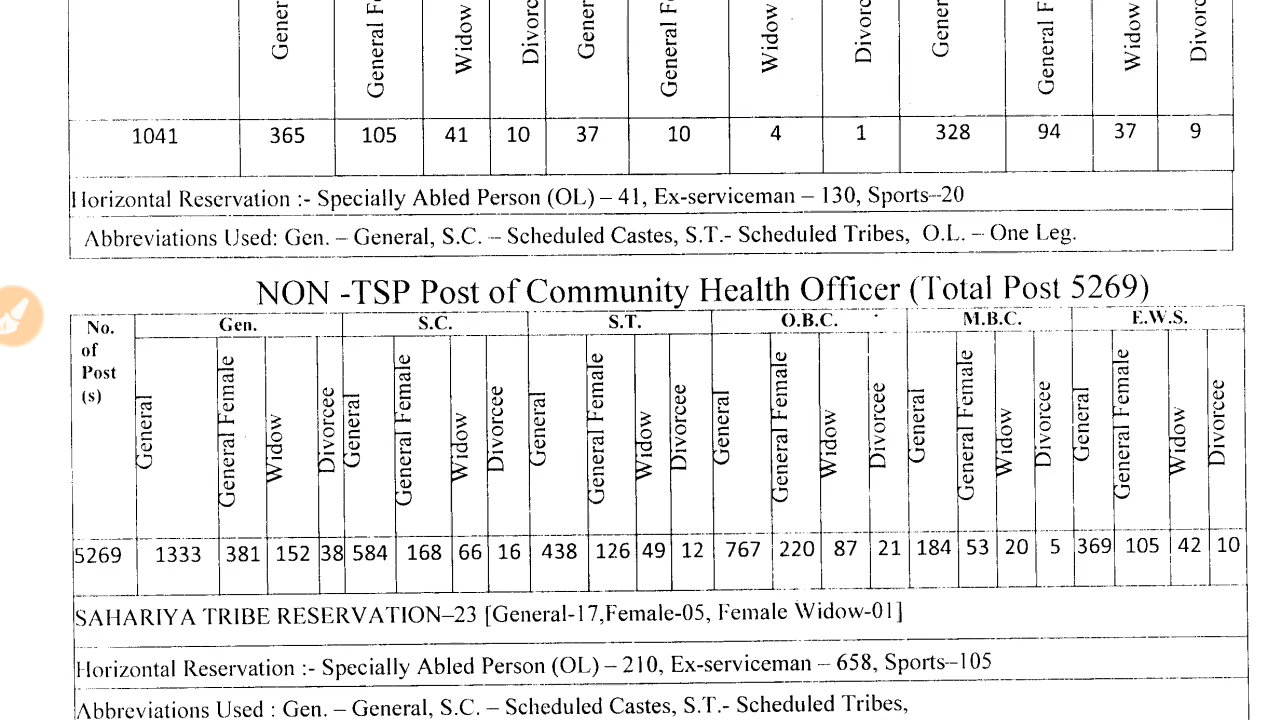 Gener General F Widow Divorc Gener General F Widow Divorc Gener General F Widow Divorc
1041 365 105 41 10 37 10 4 1 328 94 37 9
Horizontal Reservation :- Specially Abled Person (OL) – 41, Ex-serviceman – 130, Sports–20
Abbreviations Used: Gen. – General, S.C. – Scheduled Castes, S.T.- Scheduled Tribes, O.L. – One Leg.
NON -TSP Post of Community Health Officer (Total Post 5269)
No. of Post (s) Gen. S.C. S.T. O.B.C. M.B.C. E.W.S.
General General Female Widow Divorcee General General Female Widow Divorcee General General Female Widow Divorcee General General Female Widow Divorcee General General Female Widow Divorcee General General Female Widow Divorcee
5269 1333 381 152 38 584 168 66 16 438 126 49 12 767 220 87 21 184 53 20 5 369 105 42 10
SAHARIYA TRIBE RESERVATION–23 [General-17,Female-05, Female Widow-01]
Horizontal Reservation :- Specially Abled Person (OL) – 210, Ex-serviceman – 658, Sports–105
Abbreviations Used : Gen. – General, S.C. – Scheduled Castes, S.T.- Scheduled Tribes,